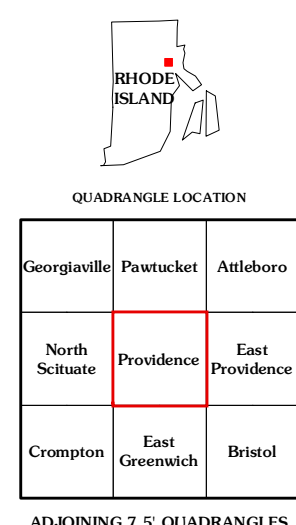 RHODE
ISLAND
QUADRANGLE LOCATION
Georgiaville Pawtucket Attleboro
North
Scituate
Providence
East
Providence
Crompton
East
Greenwich
Bristol
ADJOINING 7.5' QUADRANGLES